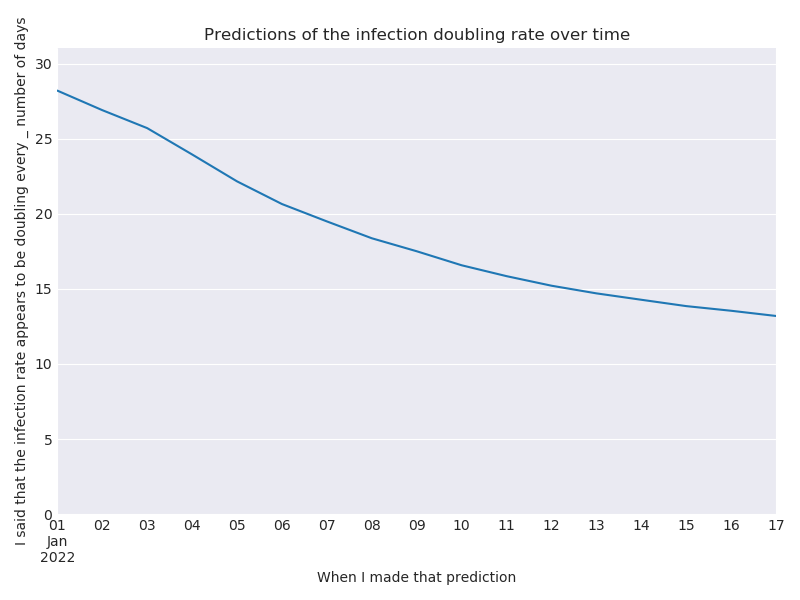 Predictions of the infection doubling rate over time
I said that the infection rate appears to be doubling every _ number of days
30
25
20
15
10
5
0
01 02 03 04 05 06 07 08 09 10 11 12 13 14 15 16 17
Jan
2022
When I made that prediction